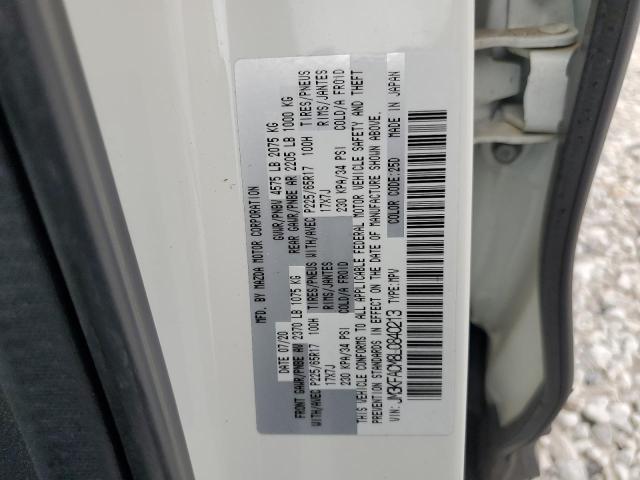 MFD. BY MAZDA MOTOR CORPORATION
DATE 07/20 GVWR/PNBV 4575 LB 2075 KG
FRONT GAWR/PNBE AV 2370 LB 1075 KG REAR GAWR/PNBE AR 2205 LB 1000 KG
WITH/AVEC P225/65R17 100H TIRES/PNEUS WITH/AVEC P225/65R17 100H TIRES/PNEUS
17X7J RIMS/JANTES 17X7J RIMS/JANTES
230 KPA/34 PSI COLD/A FROID 230 KPA/34 PSI COLD/A FROID
THIS VEHICLE CONFORMS TO ALL APPLICABLE FEDERAL MOTOR VEHICLE SAFETY AND THEFT
PREVENTION STANDARDS IN EFFECT ON THE DATE OF MANUFACTURE SHOWN ABOVE.
VIN: JM3KFACM8L0840213 TYPE:MPV COLOR CODE:25D MADE IN JAPAN